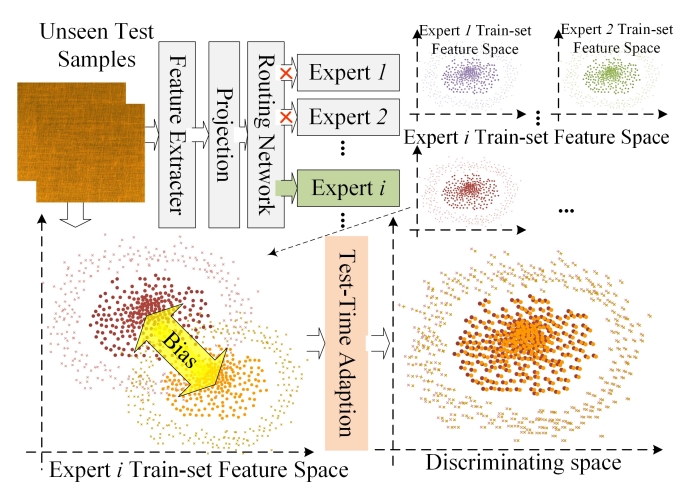 Unseen Test
Samples
Feature Extracter
Projection
Routing Network
Expert 1
Expert 2
Expert i
Expert 1 Train-set
Feature Space
Expert 2 Train-set
Feature Space
Expert i Train-set Feature Space
Bias
Test-Time Adaption
Expert i Train-set Feature Space
Discriminating space